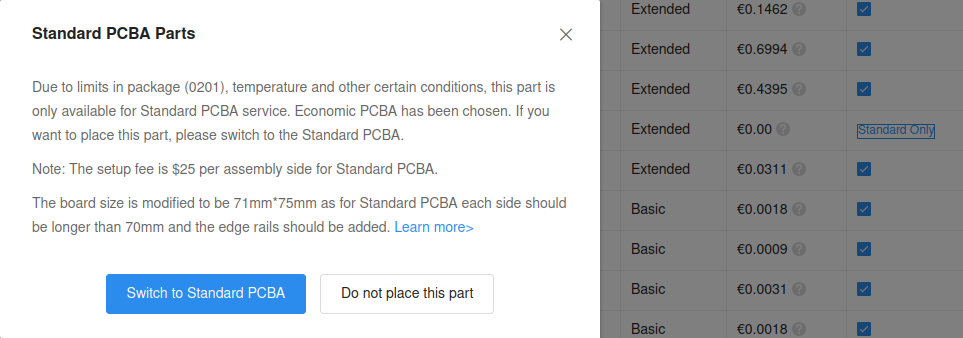 Standard PCBA Parts
Due to limits in package (0201), temperature and other certain conditions, this part is
only available for Standard PCBA service. Economic PCBA has been chosen. If you
want to place this part, please switch to the Standard PCBA.
Note: The setup fee is $25 per assembly side for Standard PCBA.
The board size is modified to be 71mm*75mm as for Standard PCBA each side should
be longer than 70mm and the edge rails should be added. Learn more>
Switch to Standard PCBA
Do not place this part
Extended €0.1462 ?
Extended €0.6994 ?
Extended €0.4395 ?
Extended €0.00 ? Standard Only
Extended €0.0311 ?
Basic €0.0018 ?
Basic €0.0009 ?
Basic €0.0031 ?
Basic €0.0018 ?